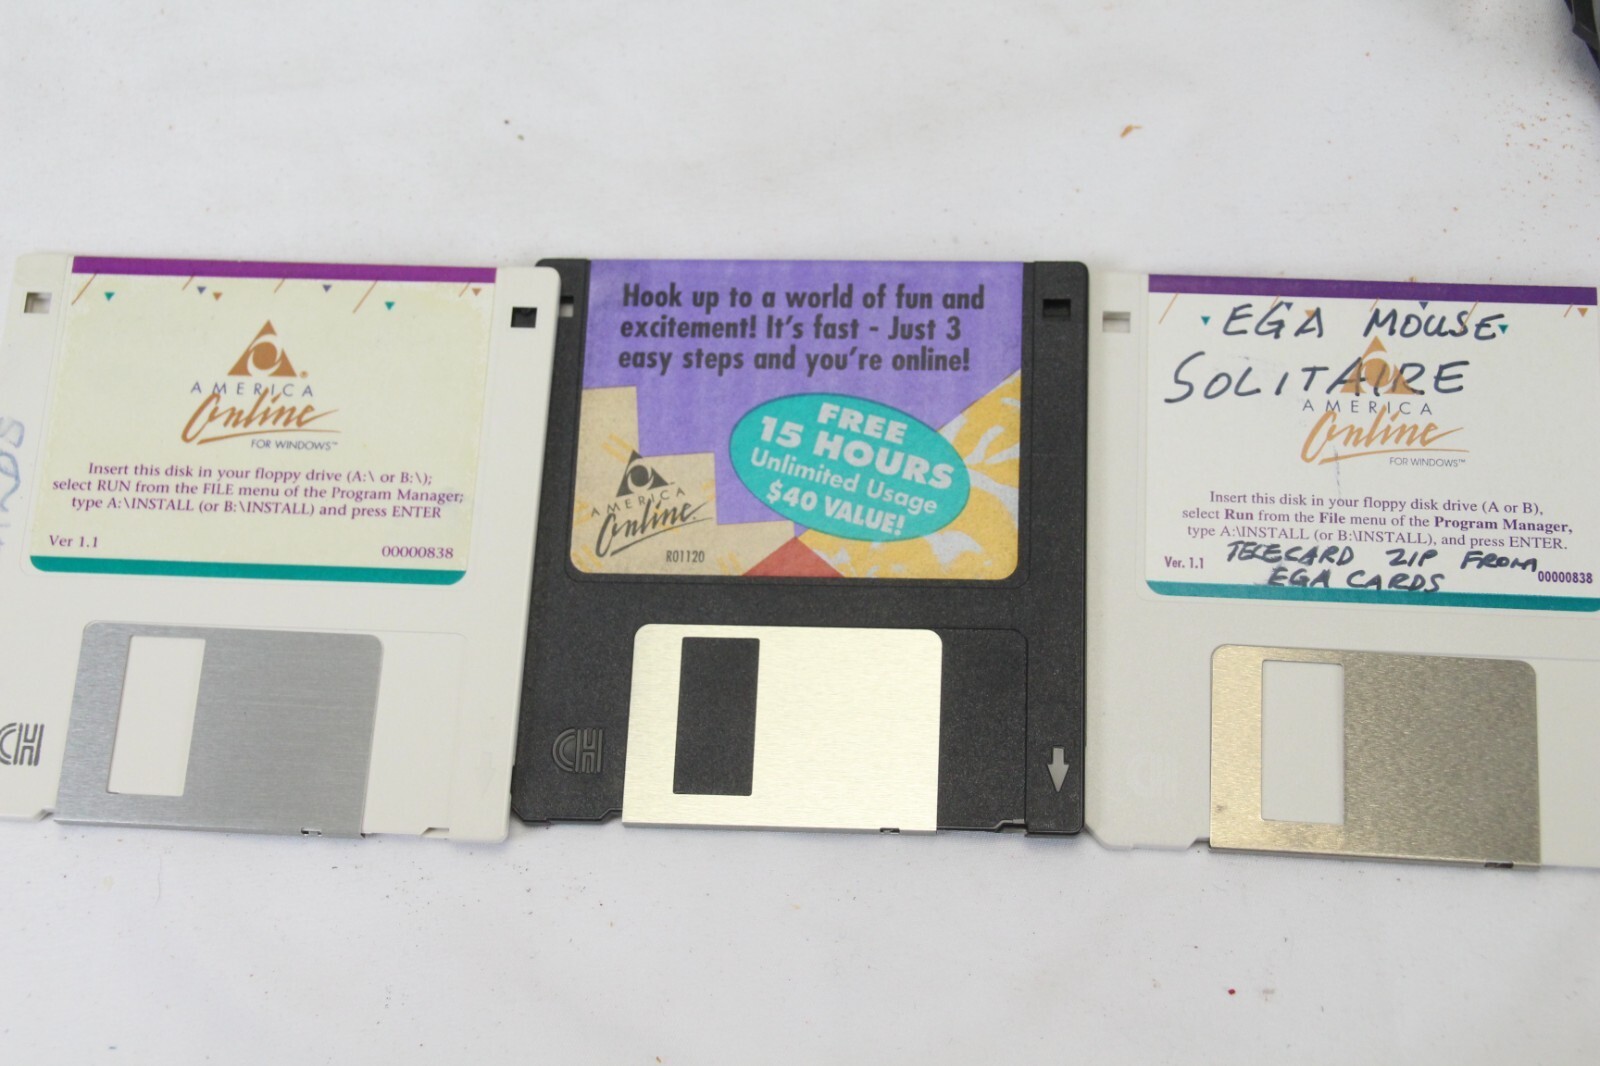 AMERICA
Online
FOR WINDOWS™
Insert this disk in your floppy drive (A:\ or B:\);
select RUN from the FILE menu of the Program Manager;
type A:\INSTALL (or B:\INSTALL) and press ENTER
Ver 1.1
00000838
CH
Hook up to a world of fun and
excitement! It's fast - Just 3
easy steps and you're online!
FREE
15 HOURS
Unlimited Usage
$40 VALUE!
AMERICA
Online.
R01120
CH
EGA MOUSE
SOLITAIRE
AMERICA
Online
FOR WINDOWS™
Insert this disk in your floppy disk drive (A or B),
select Run from the File menu of the Program Manager,
type A:\INSTALL (or B:\INSTALL), and press ENTER.
Ver. 1.1
TELECARD ZIP FROM
EGA CARDS
00000838
CH